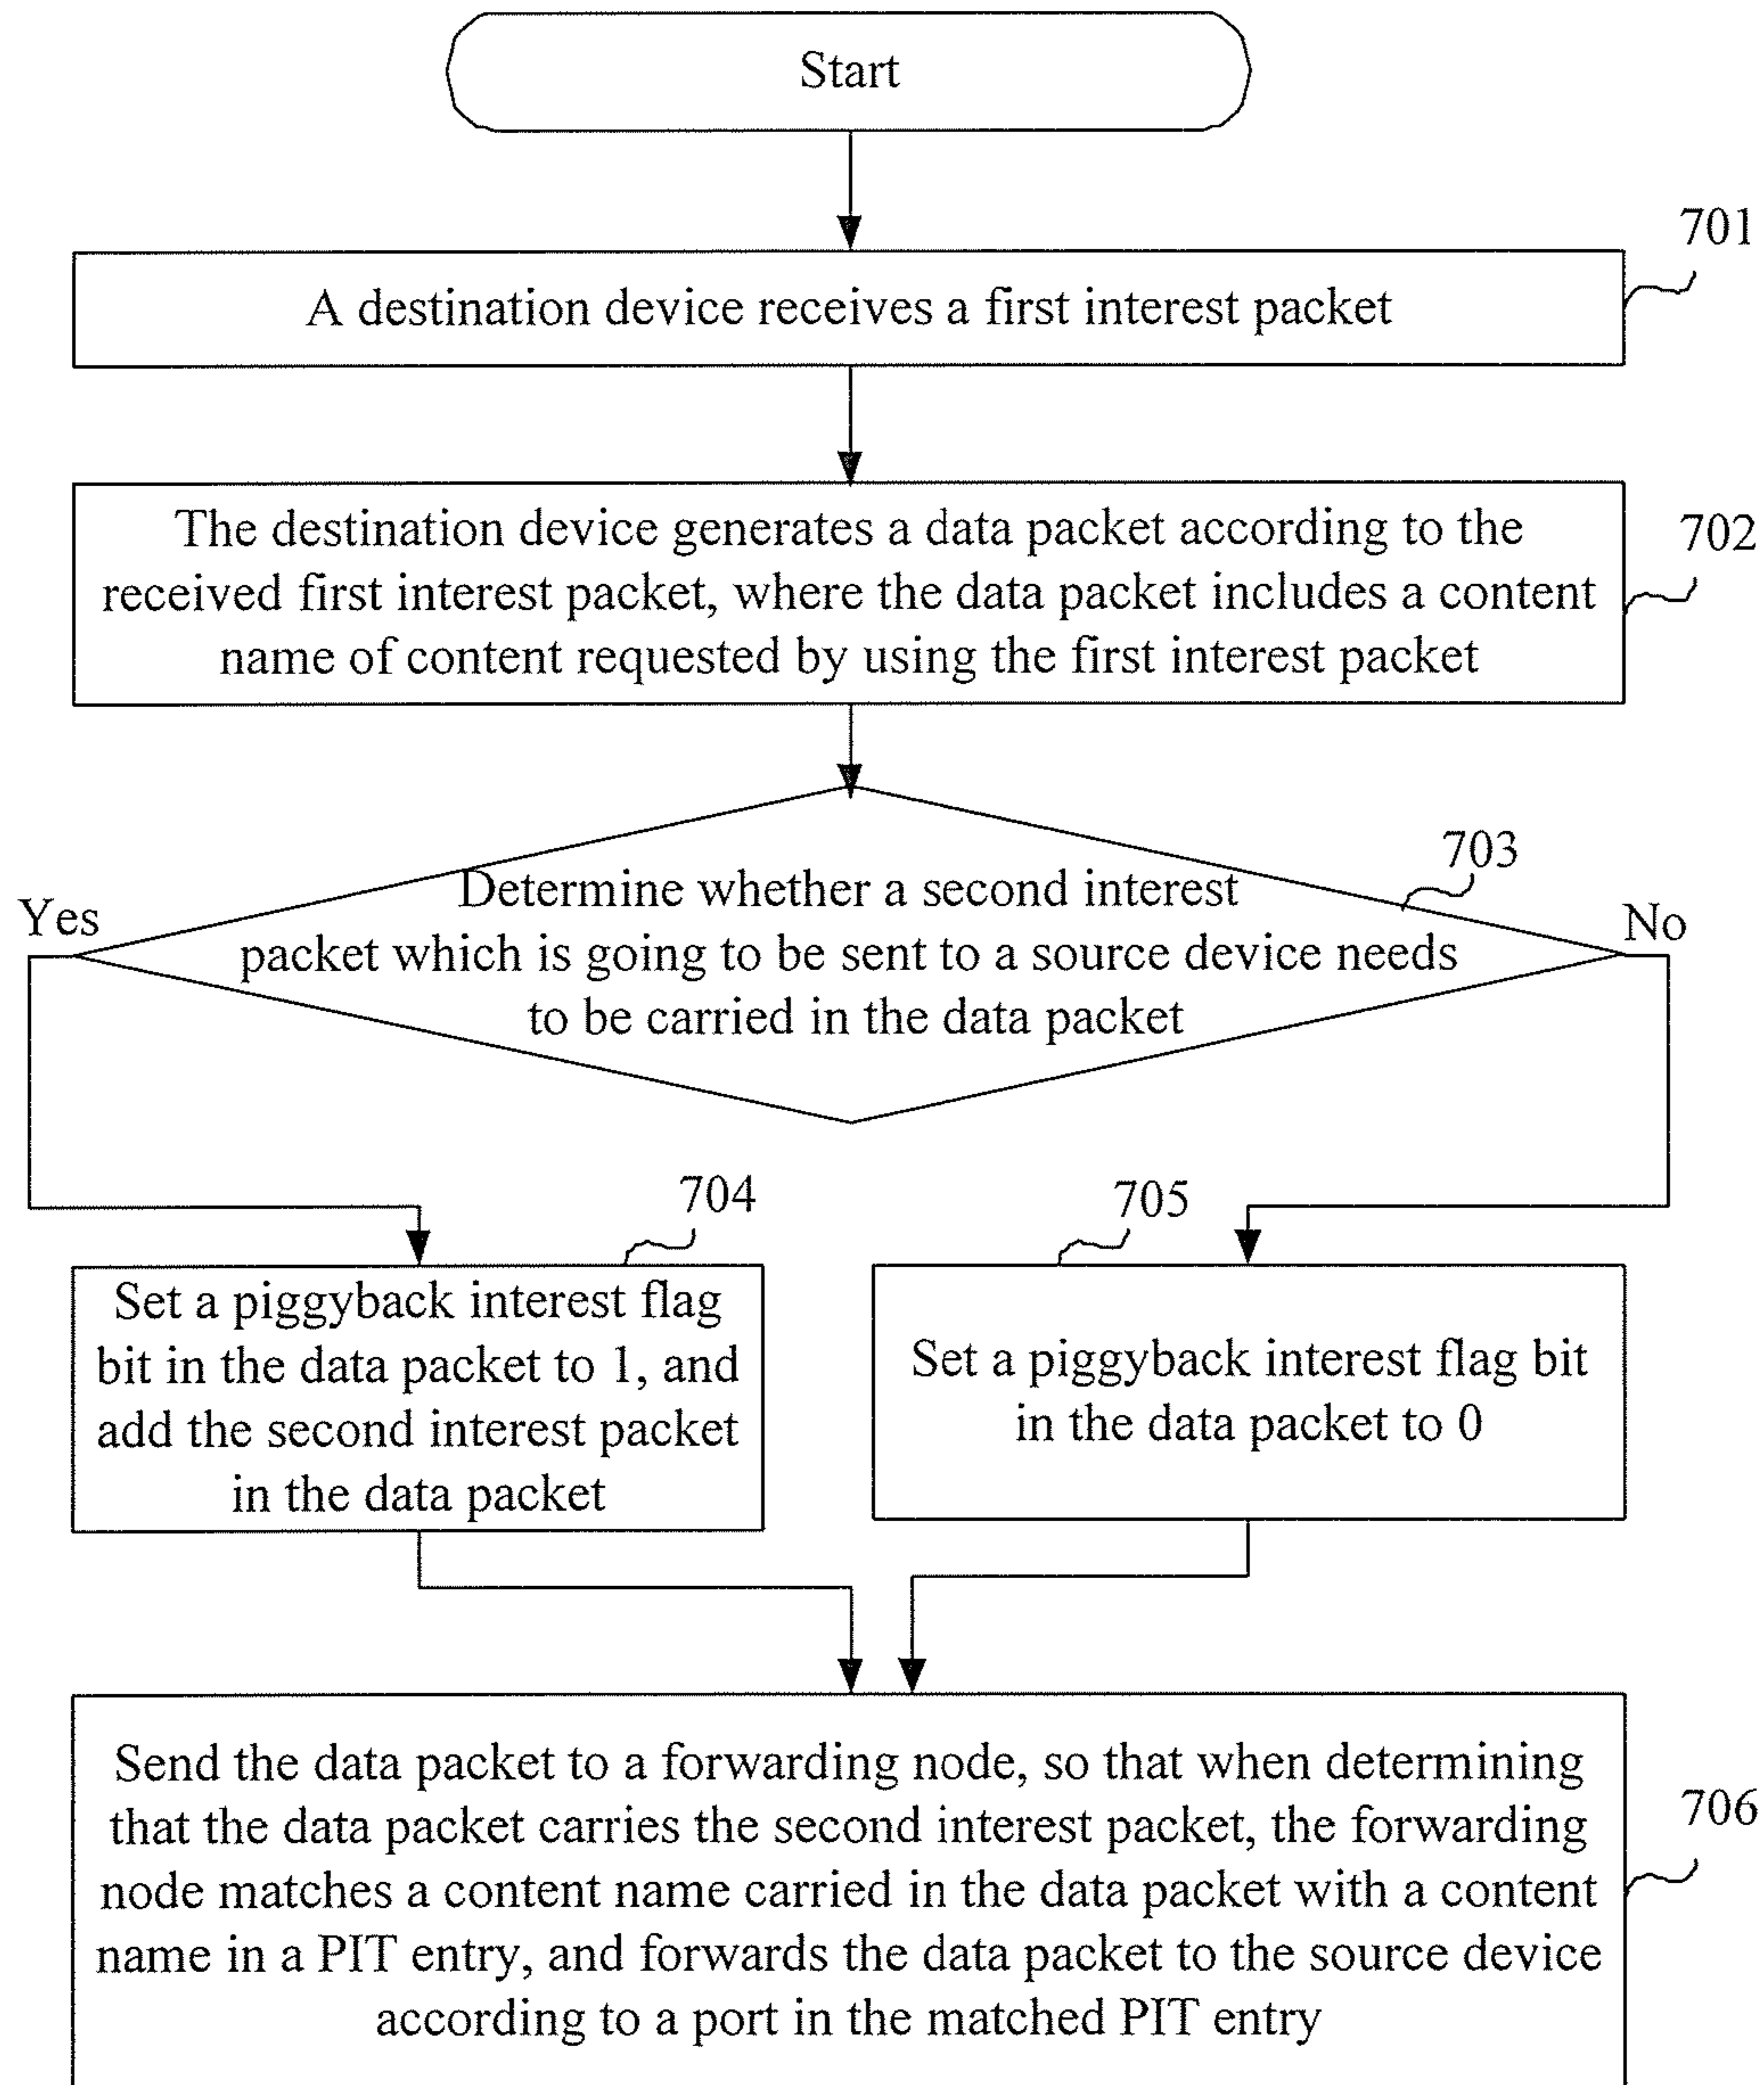 Start
701
A destination device receives a first interest packet
The destination device generates a data packet according to the
received first interest packet, where the data packet includes a content
name of content requested by using the first interest packet
702
703
Determine whether a second interest
packet which is going to be sent to a source device needs
to be carried in the data packet
Yes
No
704
Set a piggyback interest flag
bit in the data packet to 1, and
add the second interest packet
in the data packet
705
Set a piggyback interest flag bit
in the data packet to 0
Send the data packet to a forwarding node, so that when determining
that the data packet carries the second interest packet, the forwarding
node matches a content name carried in the data packet with a content
name in a PIT entry, and forwards the data packet to the source device
according to a port in the matched PIT entry
706